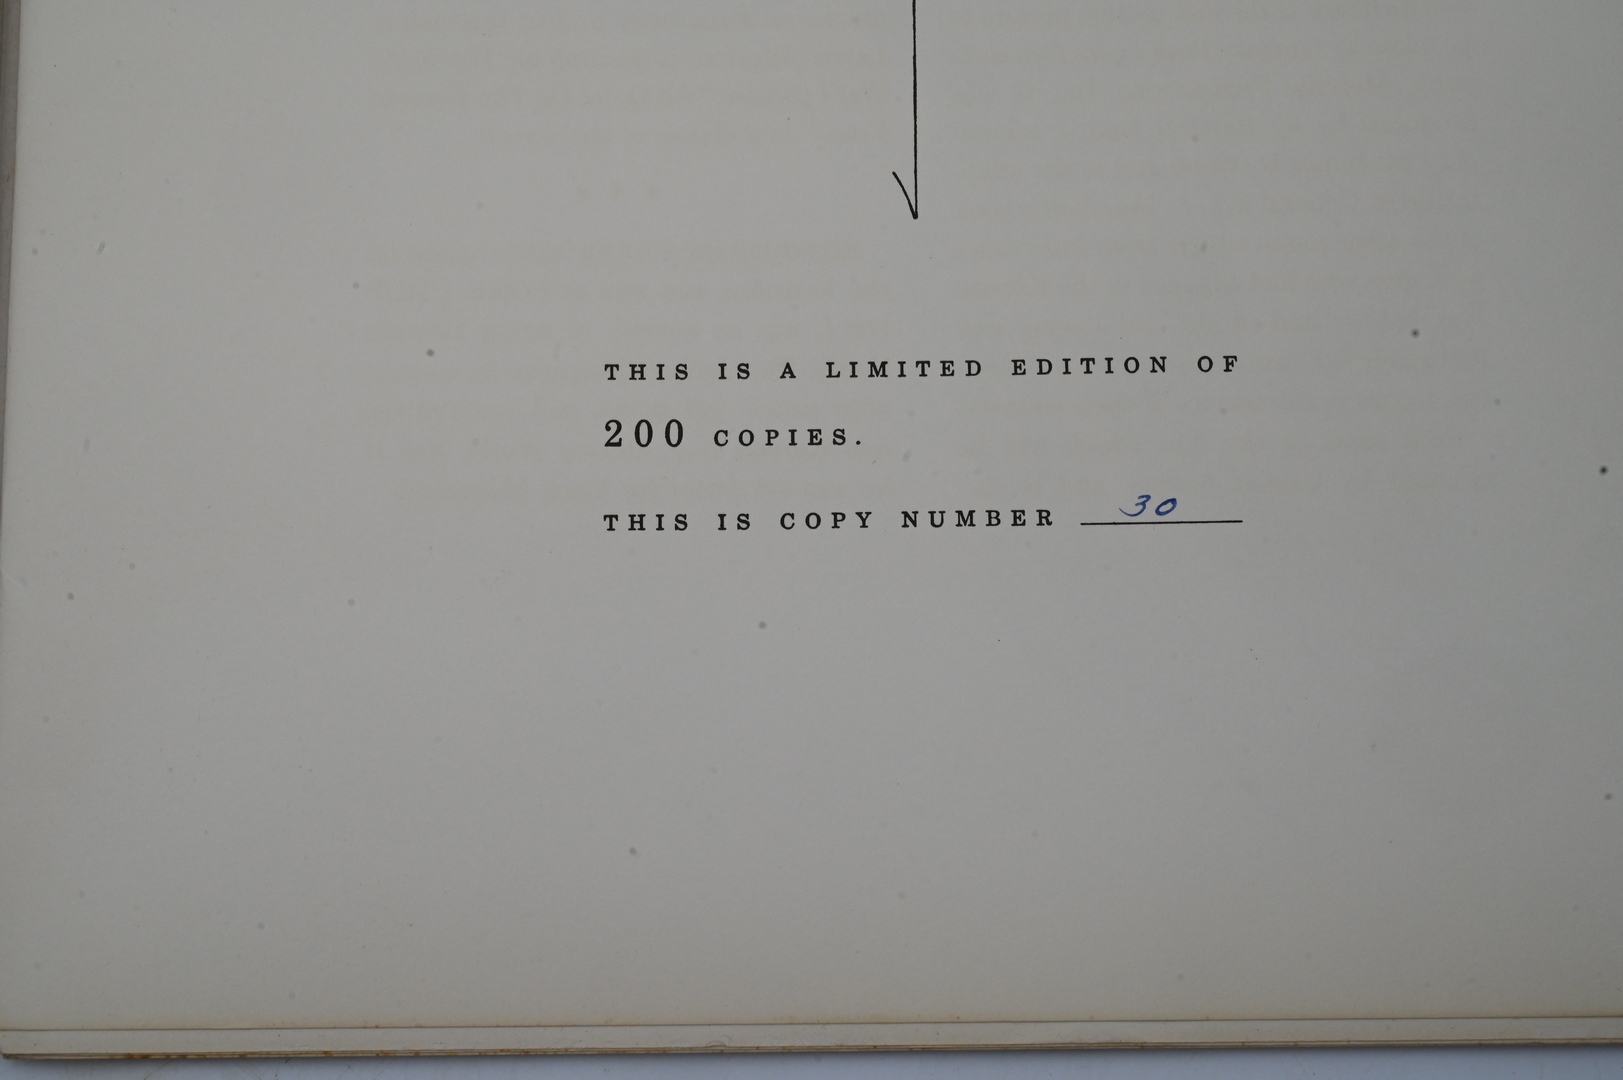 THIS IS A LIMITED EDITION OF
200 COPIES.
THIS IS COPY NUMBER 30